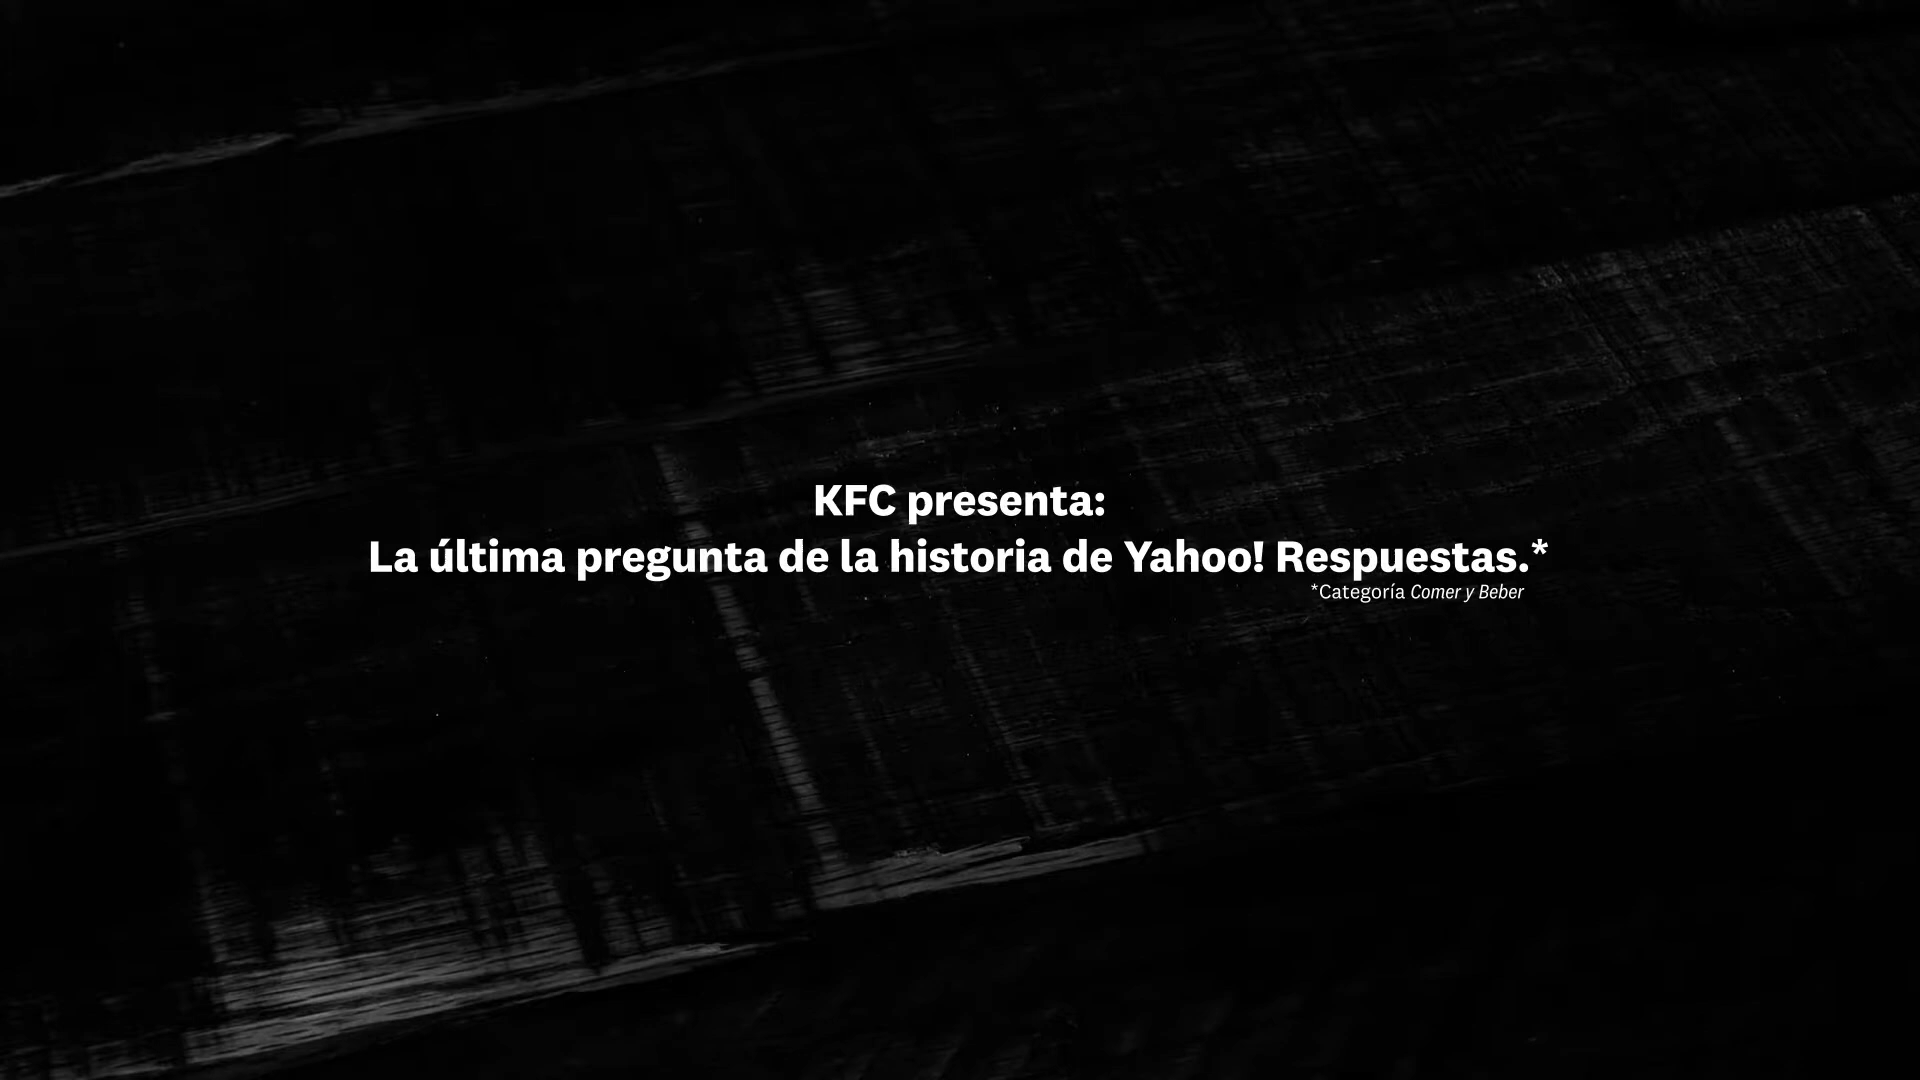 KFC presenta:
La última pregunta de la historia de Yahoo! Respuestas.*
*Categoría Comer y Beber